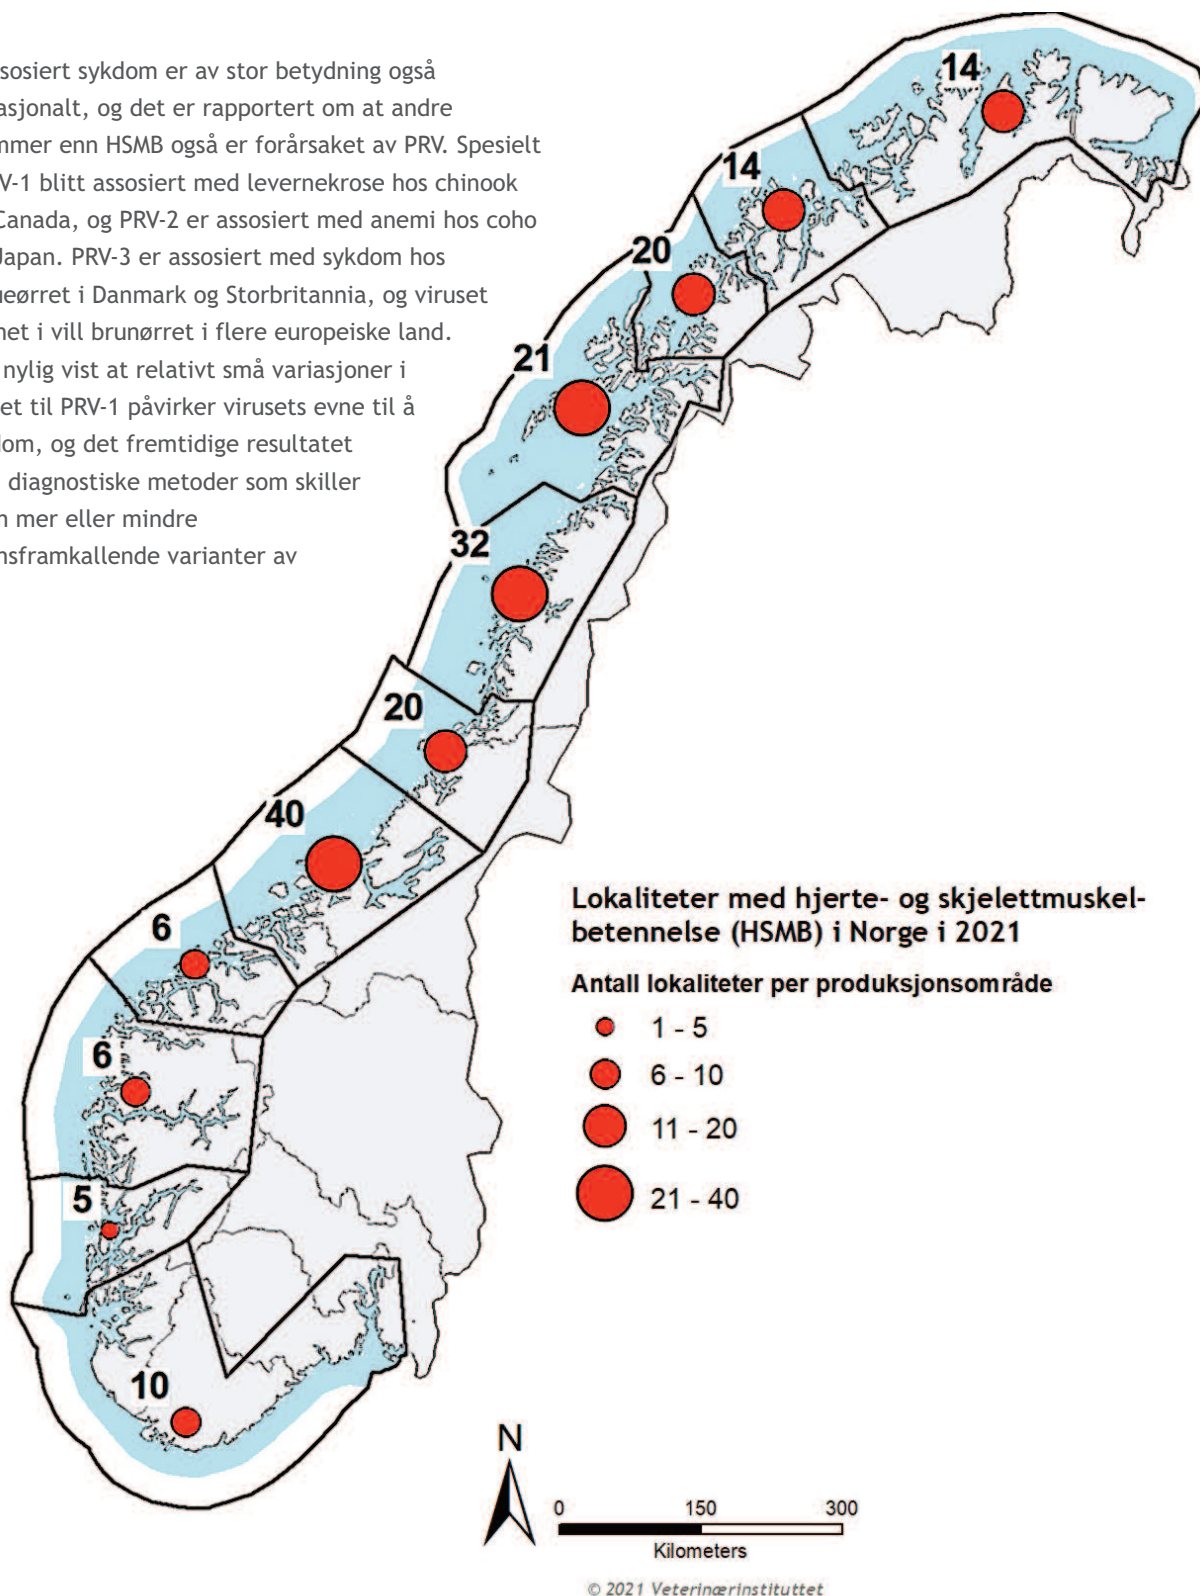 sosiert sykdom er av stor betydning også
asjonalt, og det er rapportert om at andre
mmer enn HSMB også er forårsaket av PRV. Spesielt
V-1 blitt assosiert med levernekrose hos chinook
Canada, og PRV-2 er assosiert med anemi hos coho
Japan. PRV-3 er assosiert med sykdom hos
ueørret i Danmark og Storbritannia, og viruset
net i vill brunørret i flere europeiske land.
nylig vist at relativt små variasjoner i
et til PRV-1 påvirker virusets evne til å
dom, og det fremtidige resultatet
diagnostiske metoder som skiller
n mer eller mindre
nsframkallende varianter av
14
14
20
21
32
20
40
6
6
5
10
Lokaliteter med hjerte- og skjelettmuskel-
betennelse (HSMB) i Norge i 2021
Antall lokaliteter per produksjonsområde
1 - 5
6 - 10
11 - 20
21 - 40
N
0 150 300
Kilometers
© 2021 Veterinærinstituttet